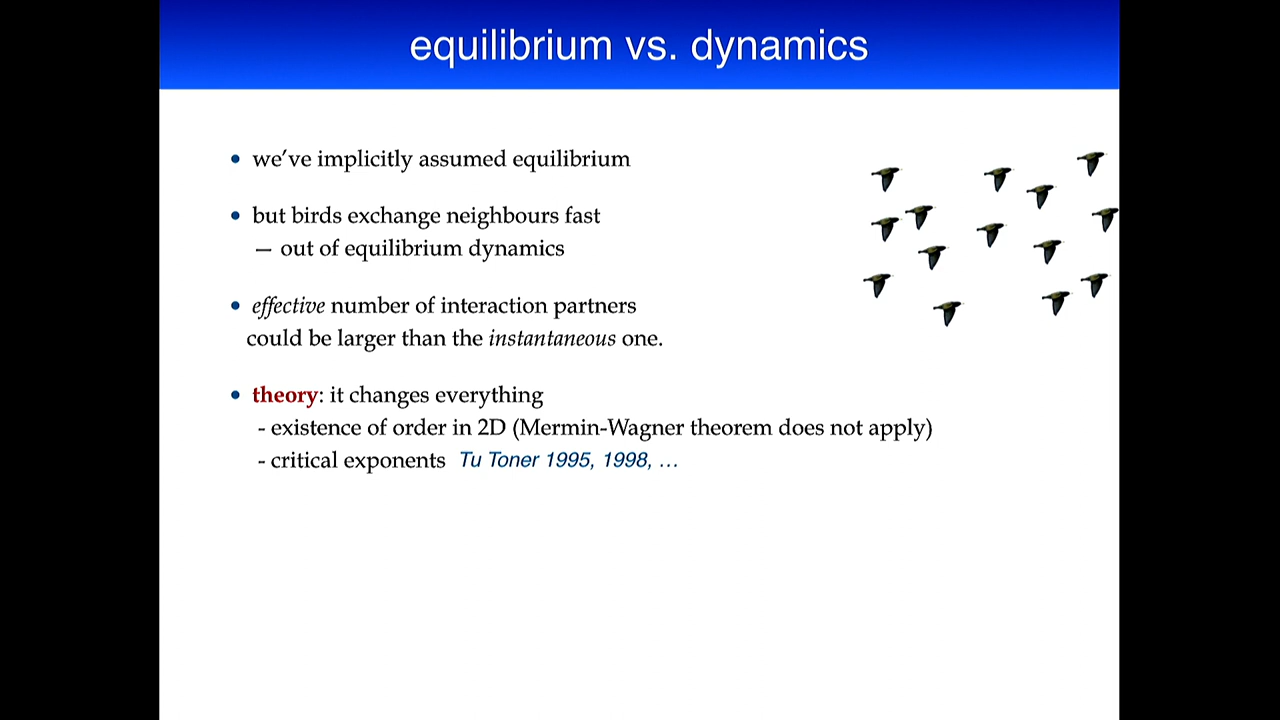 equilibrium vs. dynamics
• we've implicitly assumed equilibrium
• but birds exchange neighbours fast
– out of equilibrium dynamics
• effective number of interaction partners
could be larger than the instantaneous one.
• theory: it changes everything
- existence of order in 2D (Mermin-Wagner theorem does not apply)
- critical exponents Tu Toner 1995, 1998, …